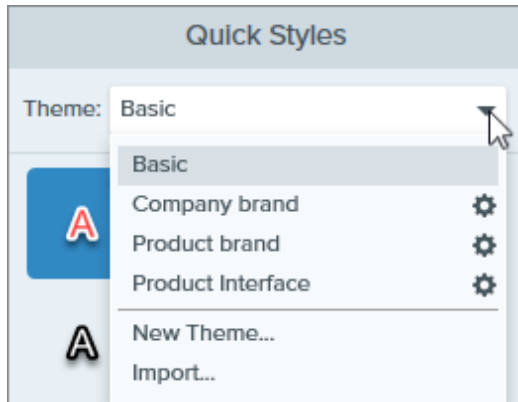 Quick Styles
Theme: Basic
Basic
Company brand
Product brand
Product Interface
A
New Theme...
A
Import...